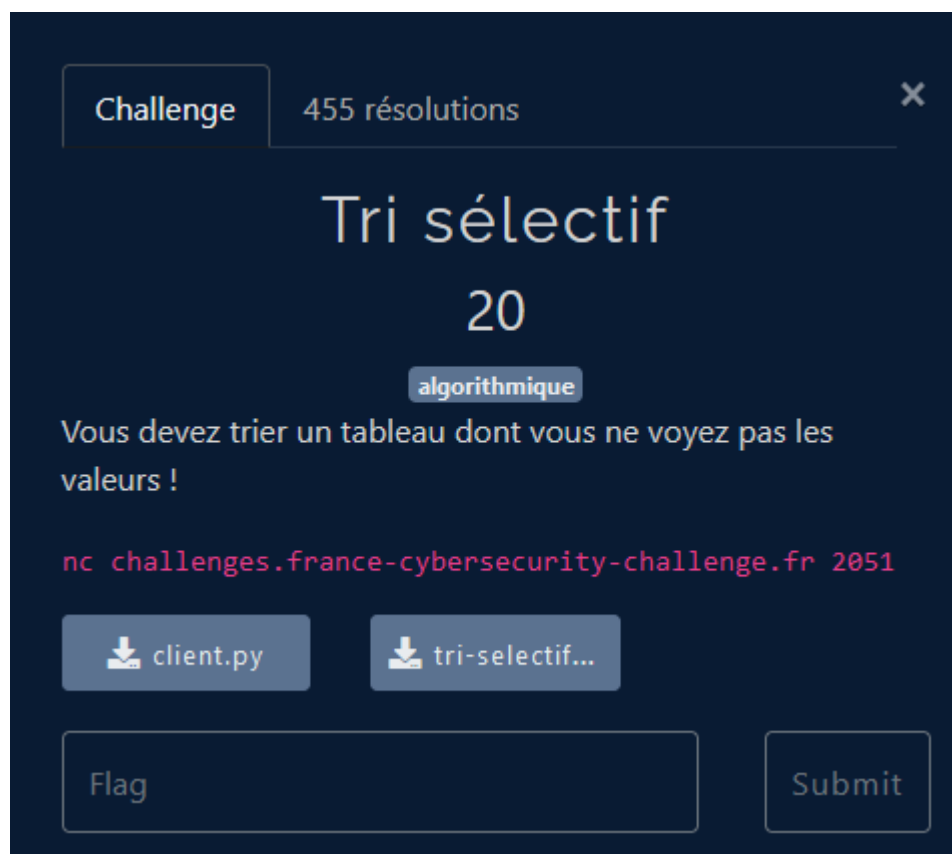 Challenge
455 résolutions
×
Tri sélectif
20
algorithmique
Vous devez trier un tableau dont vous ne voyez pas les
valeurs !
nc challenges.france-cybersecurity-challenge.fr 2051
client.py
tri-selectif...
Flag
Submit